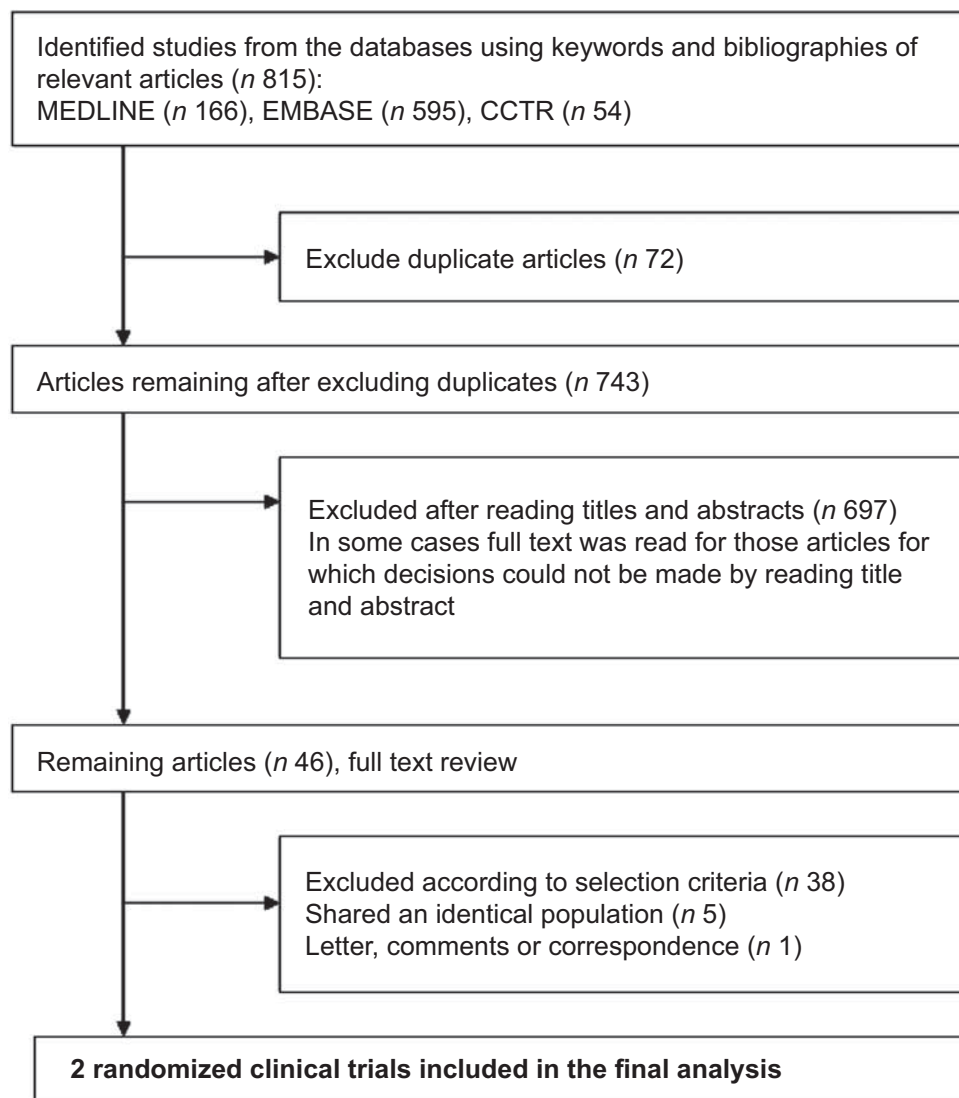 Identified studies from the databases using keywords and bibliographies of
relevant articles (n 815):
MEDLINE (n 166), EMBASE (n 595), CCTR (n 54)
Exclude duplicate articles (n 72)
Articles remaining after excluding duplicates (n 743)
Excluded after reading titles and abstracts (n 697)
In some cases full text was read for those articles for
which decisions could not be made by reading title
and abstract
Remaining articles (n 46), full text review
Excluded according to selection criteria (n 38)
Shared an identical population (n 5)
Letter, comments or correspondence (n 1)
2 randomized clinical trials included in the final analysis